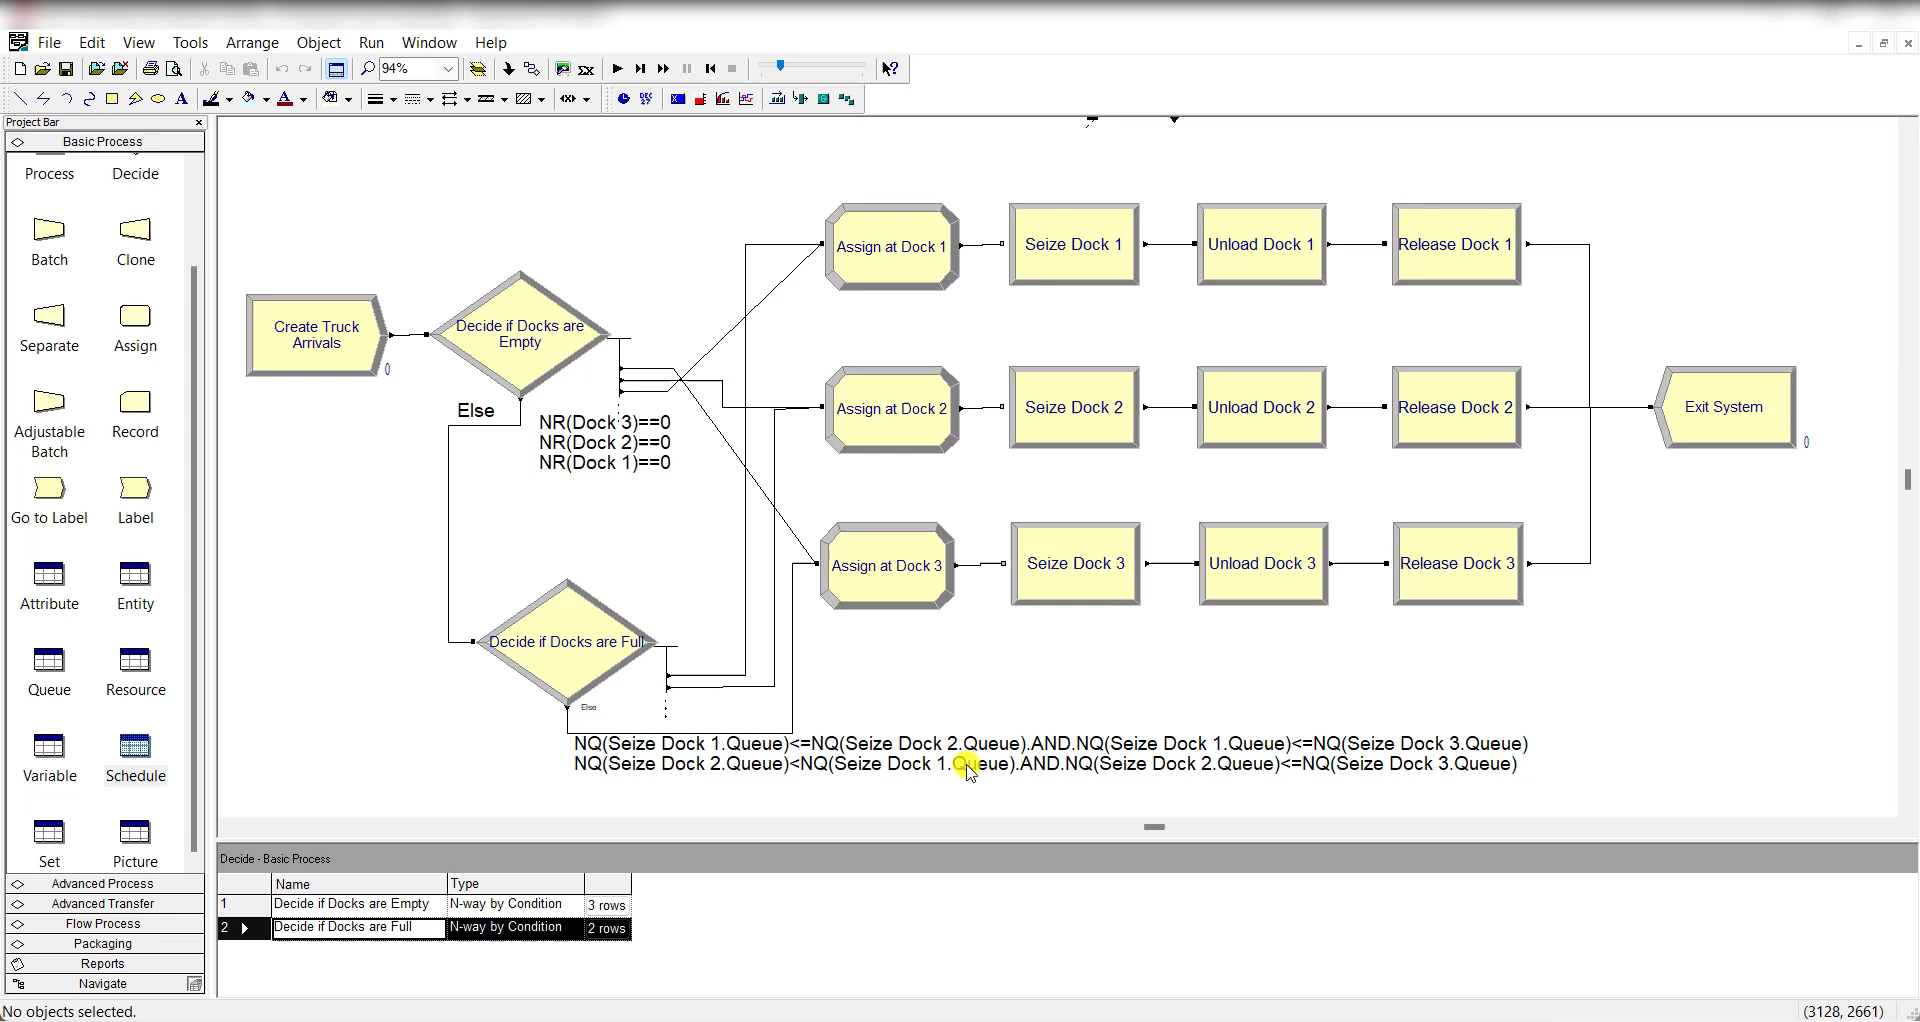 File Edit View Tools Arrange Object Run Window Help
94%
Project Bar
Basic Process
Process Decide
Batch Clone
Separate Assign
Adjustable Batch Record
Go to Label Label
Attribute Entity
Queue Resource
Variable Schedule
Set Picture
Advanced Process
Advanced Transfer
Flow Process
Packaging
Reports
Navigate
Create Truck
Arrivals
0
Decide if Docks are
Empty
Else
NR(Dock 3)==0
NR(Dock 2)==0
NR(Dock 1)==0
Decide if Docks are Full
Else
Assign at Dock 1 Seize Dock 1 Unload Dock 1 Release Dock 1
Assign at Dock 2 Seize Dock 2 Unload Dock 2 Release Dock 2
Exit System
0
Assign at Dock 3 Seize Dock 3 Unload Dock 3 Release Dock 3
NQ(Seize Dock 1.Queue)<=NQ(Seize Dock 2.Queue).AND.NQ(Seize Dock 1.Queue)<=NQ(Seize Dock 3.Queue)
NQ(Seize Dock 2.Queue)<NQ(Seize Dock 1.Queue).AND.NQ(Seize Dock 2.Queue)<=NQ(Seize Dock 3.Queue)
Decide - Basic Process
Name Type
1 Decide if Docks are Empty N-way by Condition 3 rows
2 Decide if Docks are Full N-way by Condition 2 rows
No objects selected.
(3128, 2661)